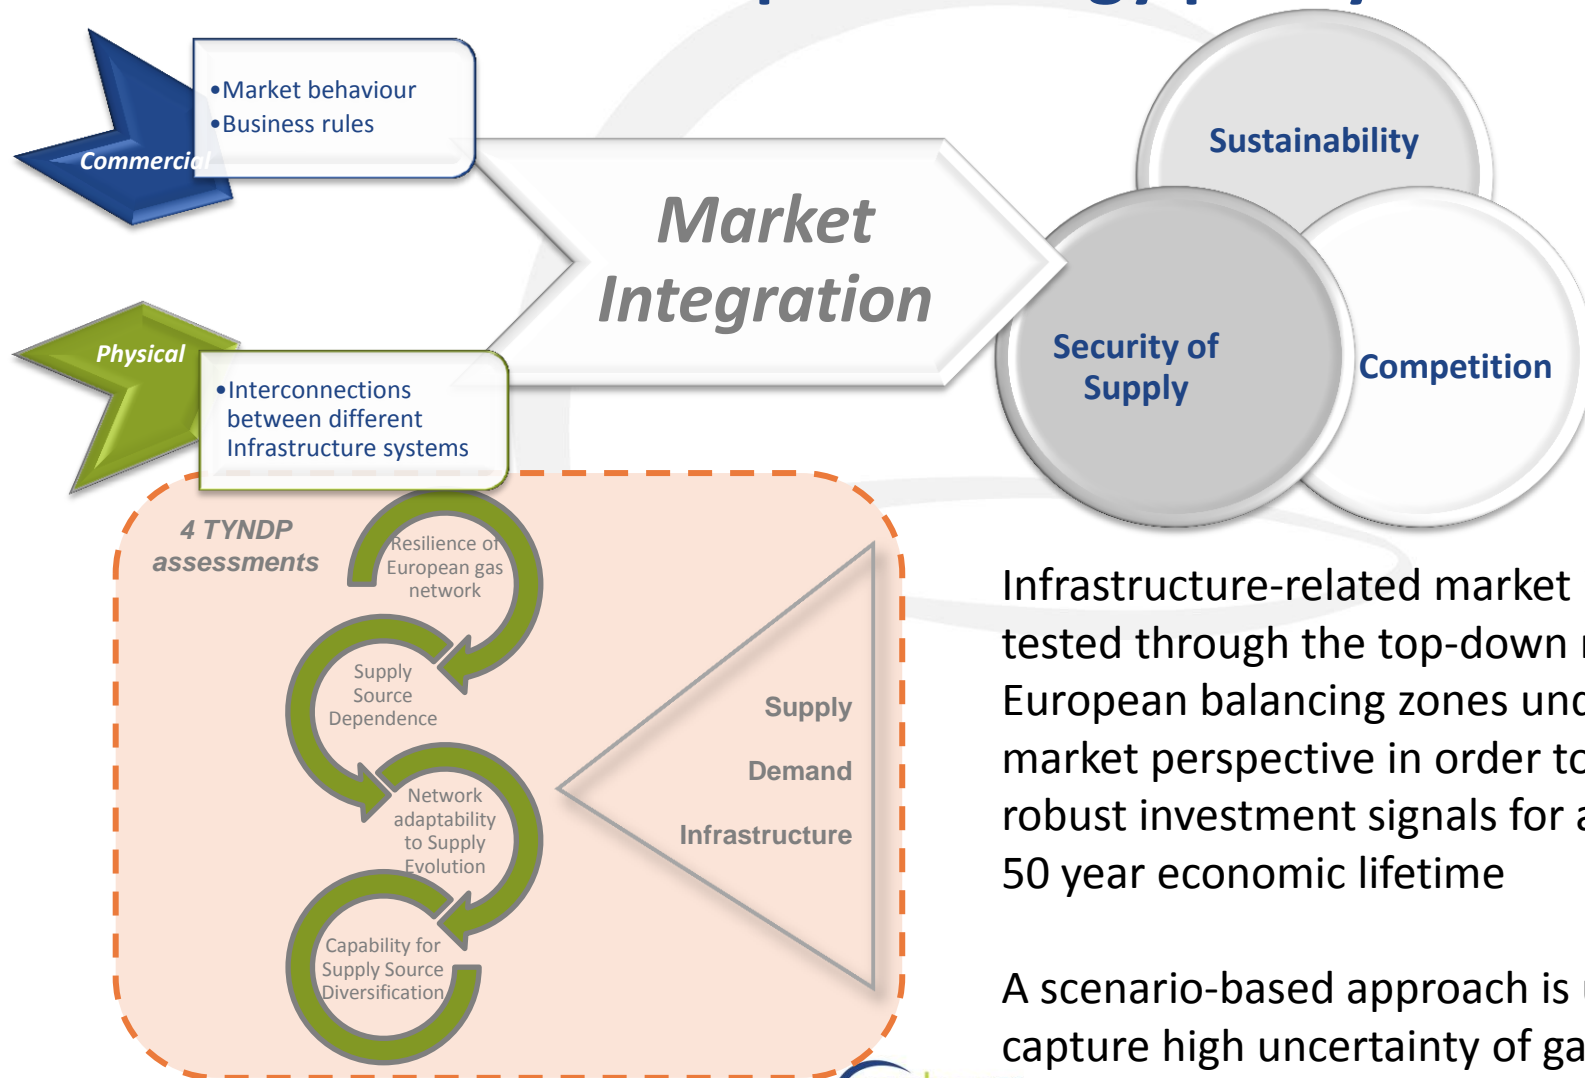 •Market behaviour
•Business rules
Commercial
Market
Integration
Sustainability
Security of
Supply
Competition
Physical
•Interconnections
between different
Infrastructure systems
4 TYNDP
assessments
Resilience of
European gas
network
Supply
Source
Dependence
Network
adaptability
to Supply
Evolution
Capability for
Supply Source
Diversification
Supply
Demand
Infrastructure
Infrastructure-related market
tested through the top-down
European balancing zones
market perspective in order to
robust investment signals for
50 year economic lifetime
A scenario-based approach is
capture high uncertainty of